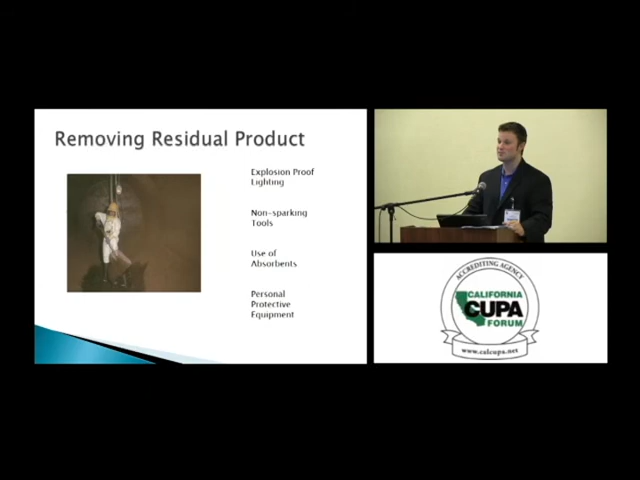 Removing Residual Product
Explosion Proof
Lighting
Non-sparking
Tools
Use of
Absorbents
Personal
Protective
Equipment
ACCREDITING AGENCY
CALIFORNIA
CUPA
FORUM
www.calcupa.net